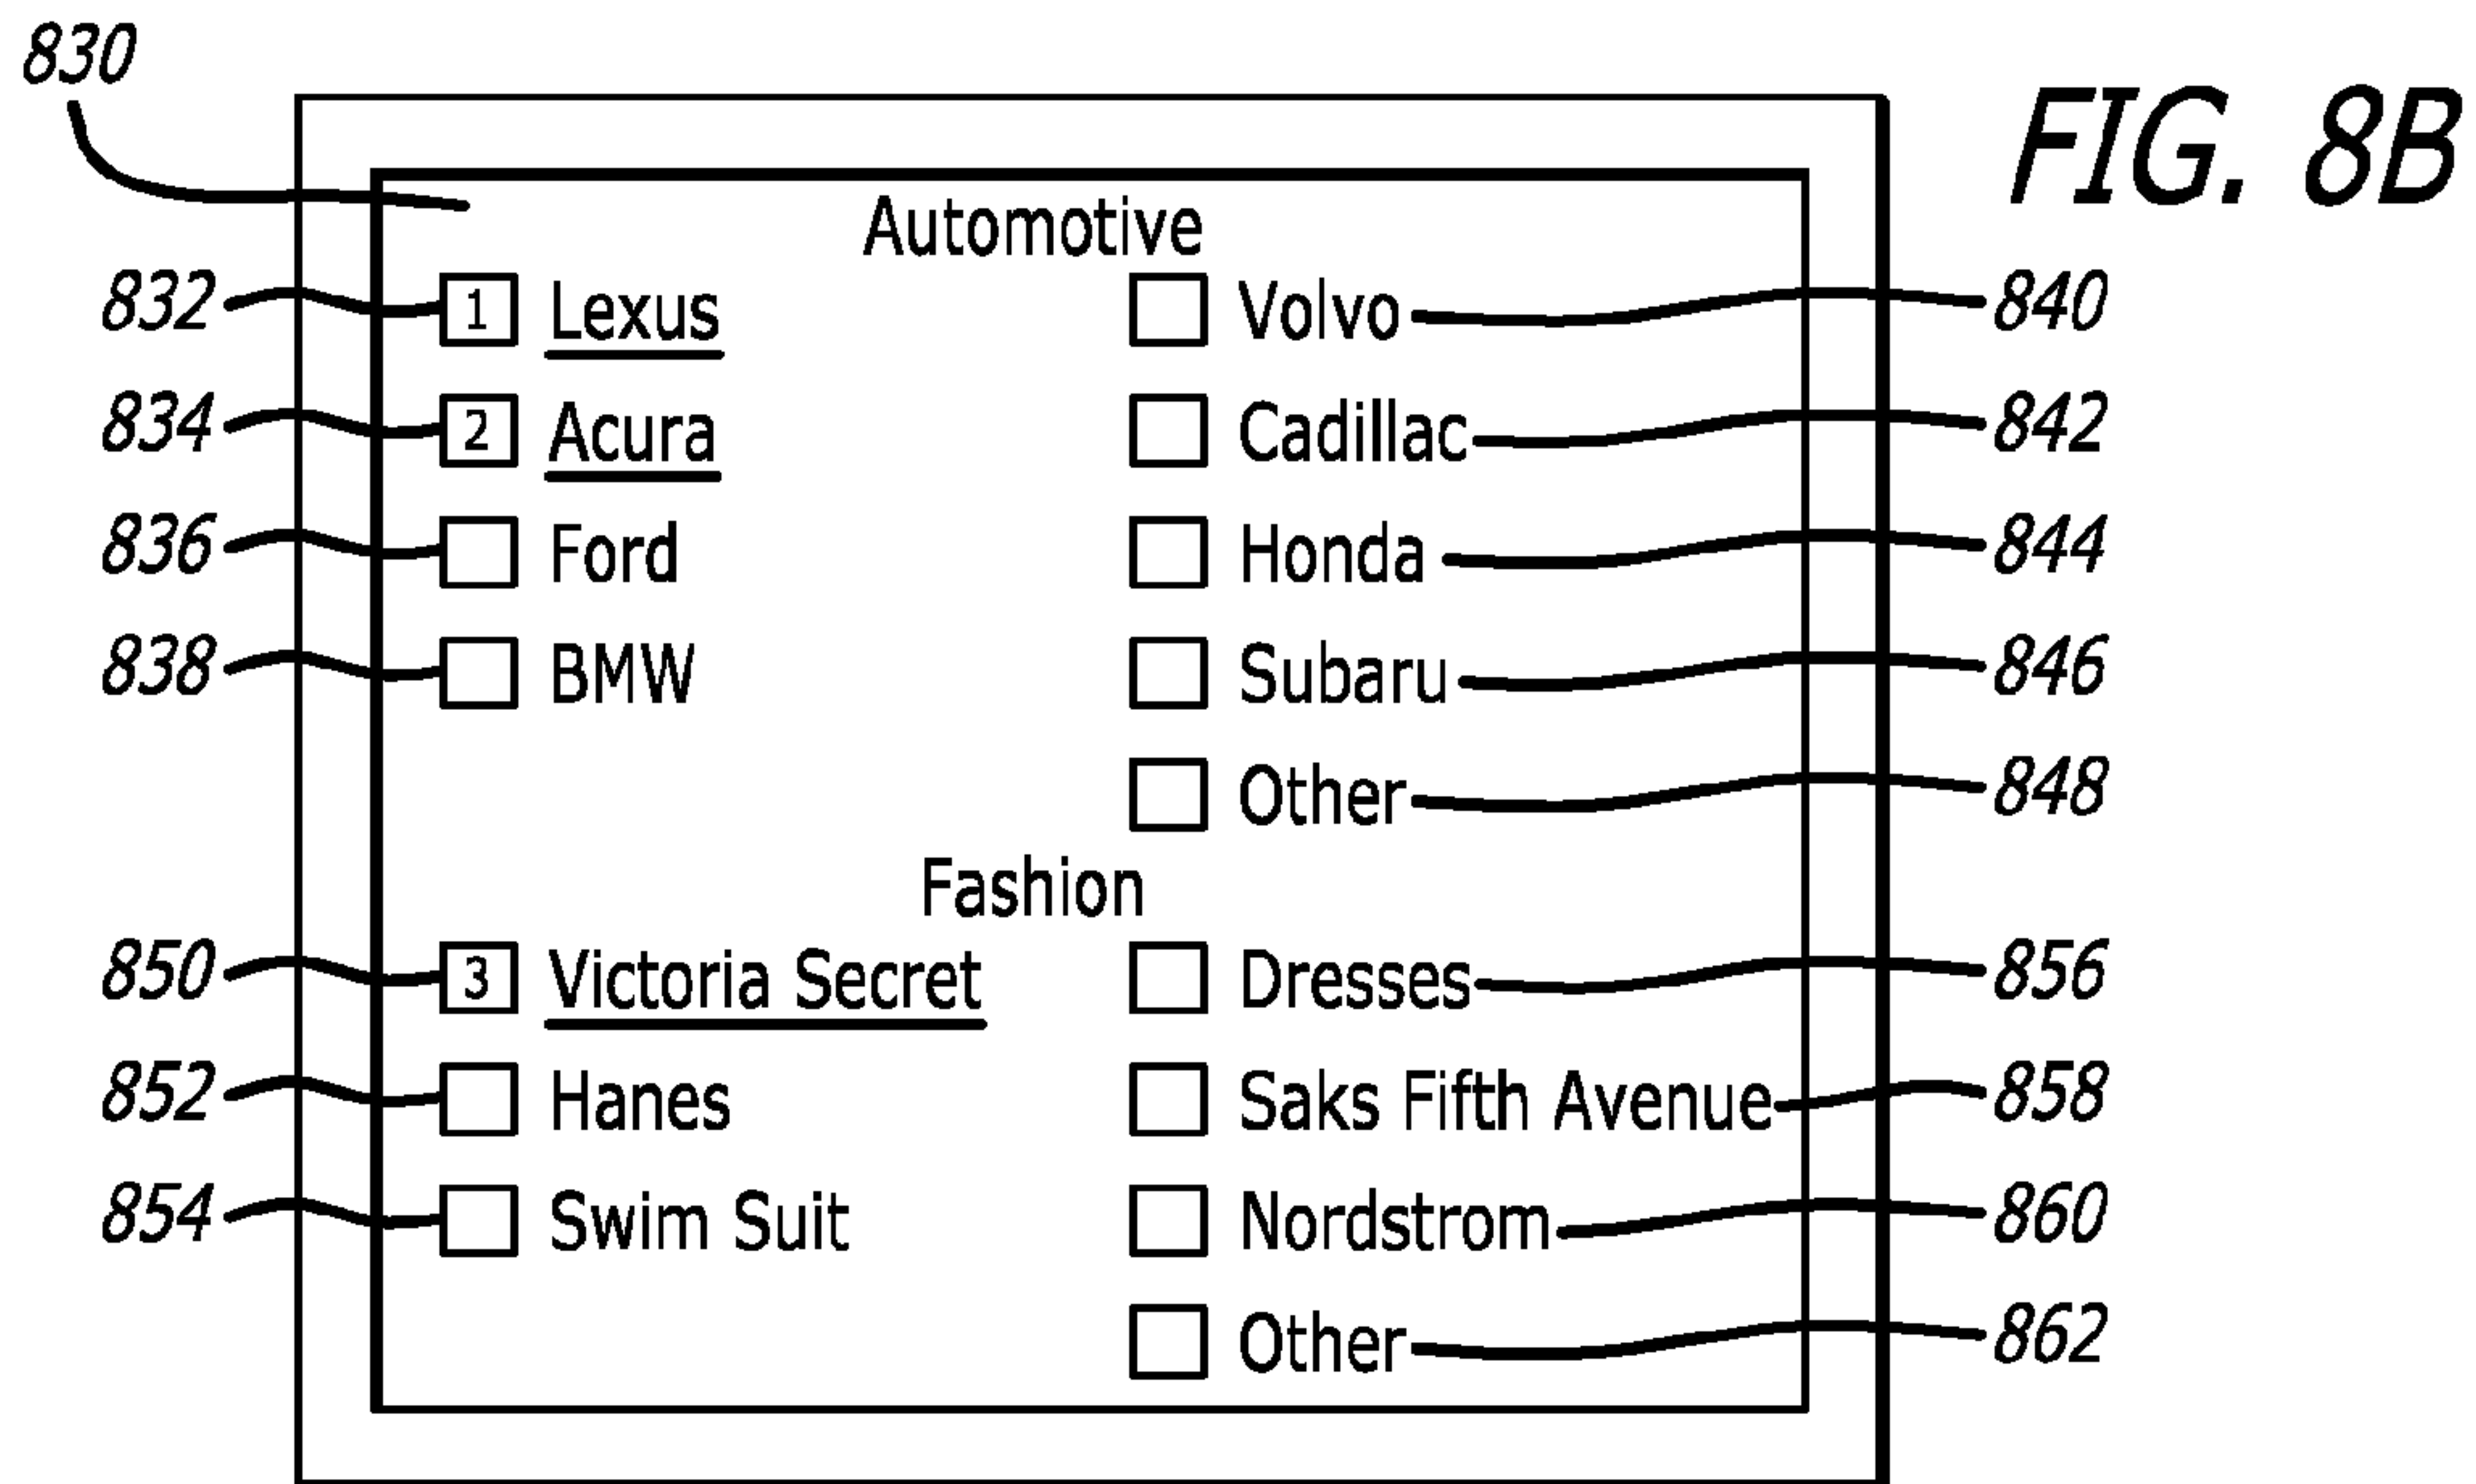 830
FIG. 8B
Automotive
832 1 Lexus Volvo 840
834 2 Acura Cadillac 842
836 Ford Honda 844
838 BMW Subaru 846
Other 848
Fashion
850 3 Victoria Secret Dresses 856
852 Hanes Saks Fifth Avenue 858
854 Swim Suit Nordstrom 860
Other 862